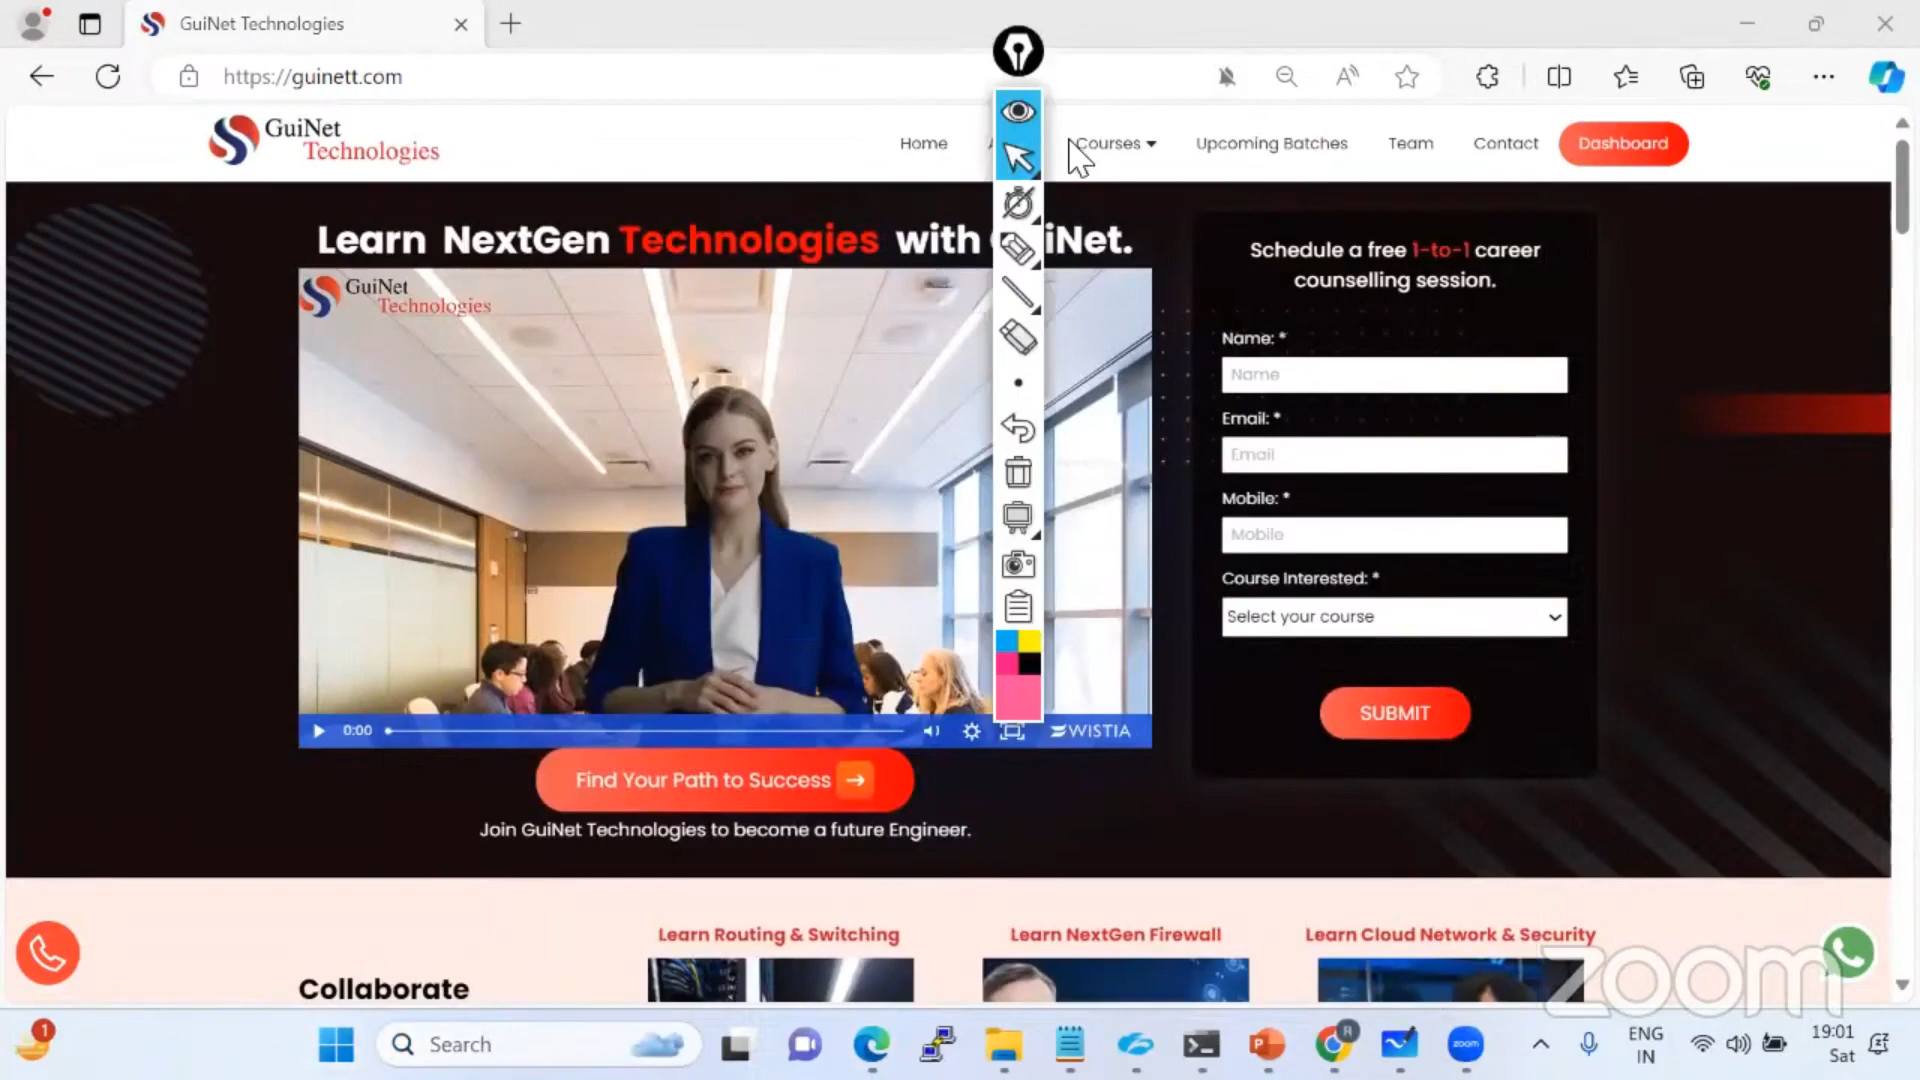 GuiNet Technologies
https://guinett.com
GuiNet
Technologies
Home
Courses
Upcoming Batches
Team
Contact
Dashboard
Learn NextGen Technologies with iNet.
GuiNet
Technologies
0:00
WISTIA
Find Your Path to Success
Join GuiNet Technologies to become a future Engineer.
Schedule a free 1-to-1 career
counselling session.
Name: *
Name
Email: *
Email
Mobile: *
Mobile
Course Interested: *
Select your course
SUBMIT
Collaborate
Learn Routing & Switching
Learn NextGen Firewall
Learn Cloud Network & Security
zoom
1
Search
R
zoom
ENG
IN
19:01
Sat